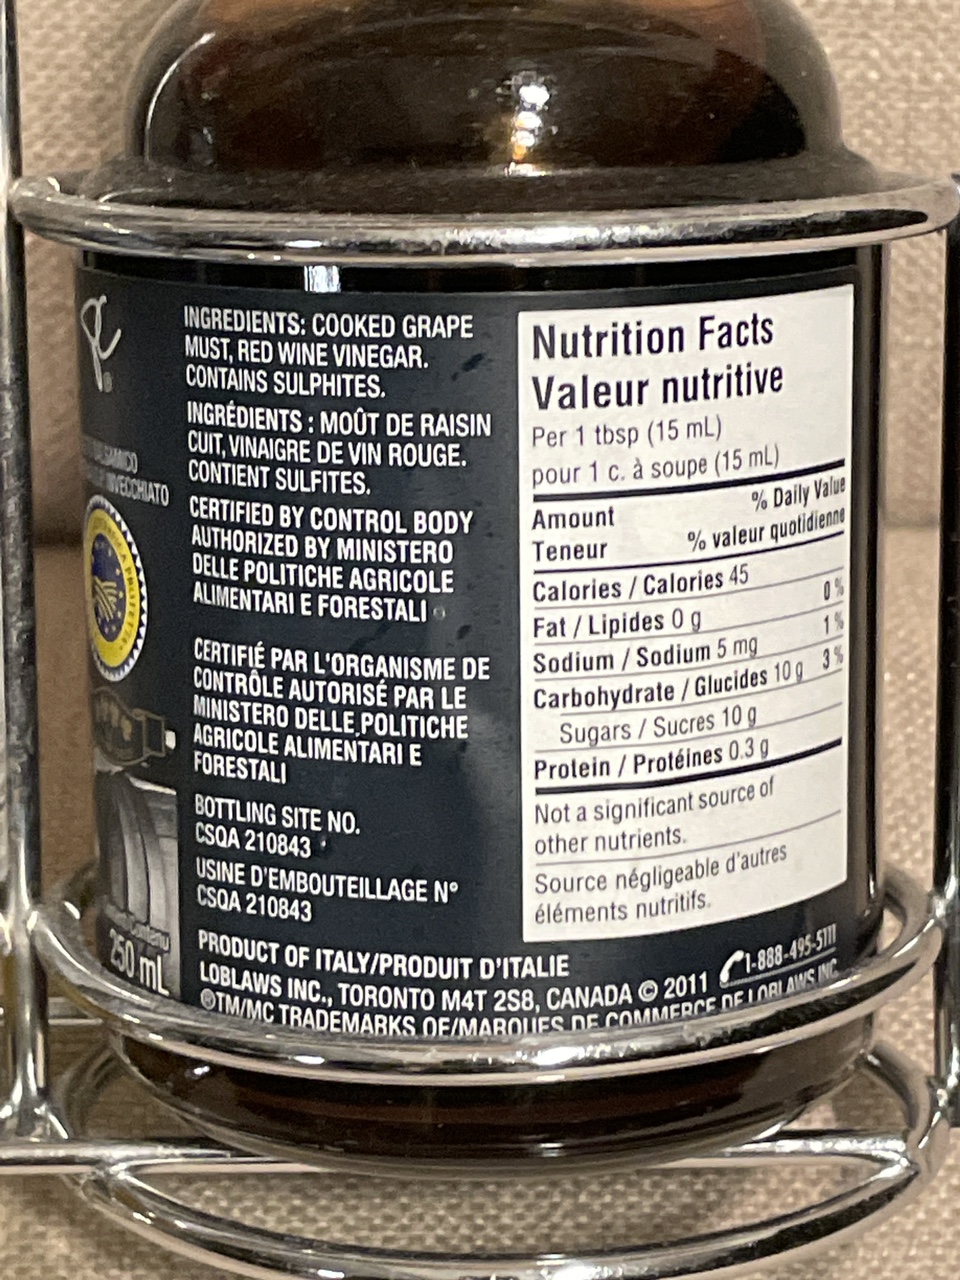 PC
®
INVECCHIATO
250 mL
INGREDIENTS: COOKED GRAPE
MUST, RED WINE VINEGAR.
CONTAINS SULPHITES.
INGRÉDIENTS : MOÛT DE RAISIN
CUIT, VINAIGRE DE VIN ROUGE.
CONTIENT SULFITES.
CERTIFIED BY CONTROL BODY
AUTHORIZED BY MINISTERO
DELLE POLITICHE AGRICOLE
ALIMENTARI E FORESTALI
CERTIFIÉ PAR L'ORGANISME DE
CONTRÔLE AUTORISÉ PAR LE
MINISTERO DELLE POLITICHE
AGRICOLE ALIMENTARI E
FORESTALI
BOTTLING SITE NO.
CSQA 210843
USINE D'EMBOUTEILLAGE N°
CSQA 210843
PRODUCT OF ITALY/PRODUIT D'ITALIE
LOBLAWS INC., TORONTO M4T 2S8, CANADA © 2011 1-888-495-5111
®TM/MC TRADEMARKS OF/MARQUES DE COMMERCE DE LOBLAWS INC.
Nutrition Facts
Valeur nutritive
Per 1 tbsp (15 mL)
pour 1 c. à soupe (15 mL)
Amount % Daily Value
Teneur % valeur quotidienne
Calories / Calories 45
Fat / Lipides 0 g 0 %
Sodium / Sodium 5 mg 1 %
Carbohydrate / Glucides 10 g 3 %
Sugars / Sucres 10 g
Protein / Protéines 0.3 g
Not a significant source of
other nutrients.
Source négligeable d'autres
éléments nutritifs.